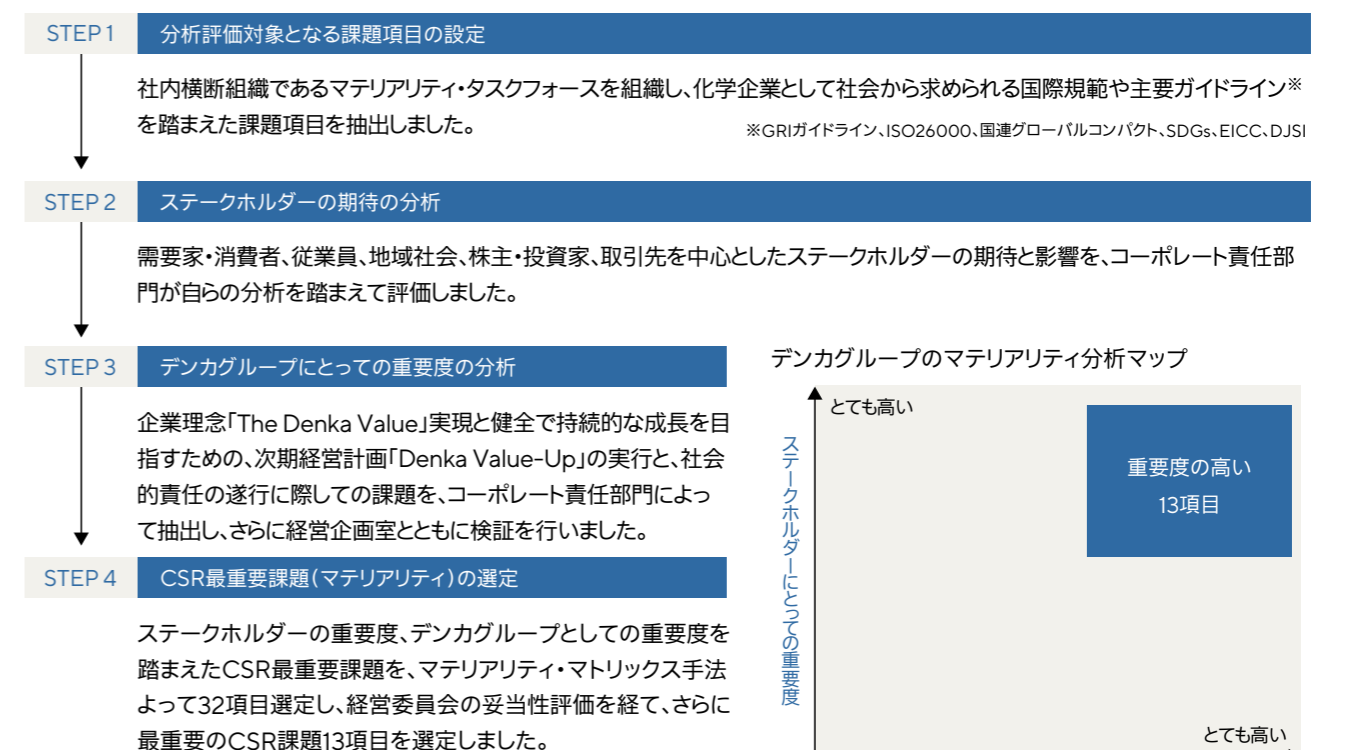 STEP 1 分析評価対象となる課題項目の設定
社内横断組織であるマテリアリティ・タスクフォースを組織し、化学企業として社会から求められる国際規範や主要ガイドライン※
を踏まえた課題項目を抽出しました。
※GRIガイドライン、ISO26000、国連グローバルコンパクト、SDGs、EICC、DJSI
STEP 2 ステークホルダーの期待の分析
需要家・消費者、従業員、地域社会、株主・投資家、取引先を中心としたステークホルダーの期待と影響を、コーポレート責任部
門が自らの分析を踏まえて評価しました。
STEP 3 デンカグループにとっての重要度の分析
企業理念「The Denka Value」実現と健全で持続的な成長を目
指すための、次期経営計画「Denka Value-Up」の実行と、社会
的責任の遂行に際しての課題を、コーポレート責任部門によっ
て抽出し、さらに経営企画室とともに検証を行いました。
STEP 4 CSR最重要課題(マテリアリティ)の選定
ステークホルダーの重要度、デンカグループとしての重要度を
踏まえたCSR最重要課題を、マテリアリティ・マトリックス手法
よって32項目選定し、経営委員会の妥当性評価を経て、さらに
最重要のCSR課題13項目を選定しました。
デンカグループのマテリアリティ分析マップ
とても高い
ステークホルダーにとっての重要度
重要度の高い
13項目
とても高い